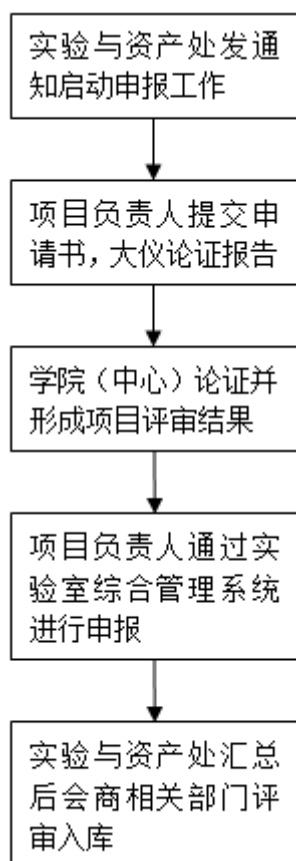 实验与资产处发通
知启动申报工作
项目负责人提交申
请书，大仪论证报告
学院（中心）论证并
形成项目评审结果
项目负责人通过实
验室综合管理系统
进行申报
实验与资产处汇总
后会商相关部门评
审入库